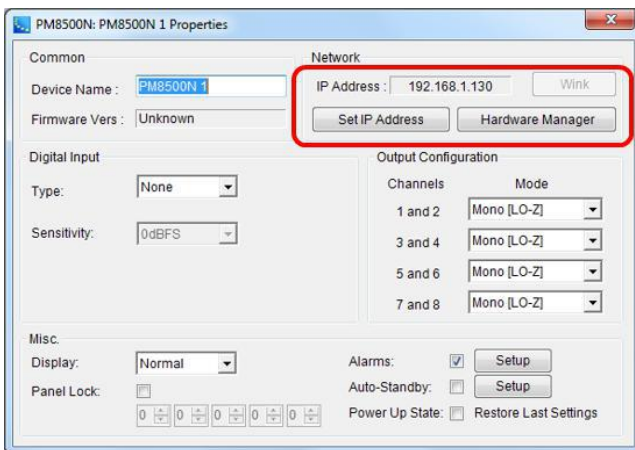 PM8500N: PM8500N 1 Properties
Common
Device Name :
PM8500N 1
Firmware Vers :
Unknown
Network
IP Address :
192.168.1.130
Wink
Set IP Address
Hardware Manager
Digital Input
Type:
None
Sensitivity:
0dBFS
Output Configuration
Channels Mode
1 and 2 Mono [LO-Z]
3 and 4 Mono [LO-Z]
5 and 6 Mono [LO-Z]
7 and 8 Mono [LO-Z]
Misc.
Display:
Normal
Panel Lock:
0 0 0 0 0 0
Alarms: Setup
Auto-Standby: Setup
Power Up State: Restore Last Settings